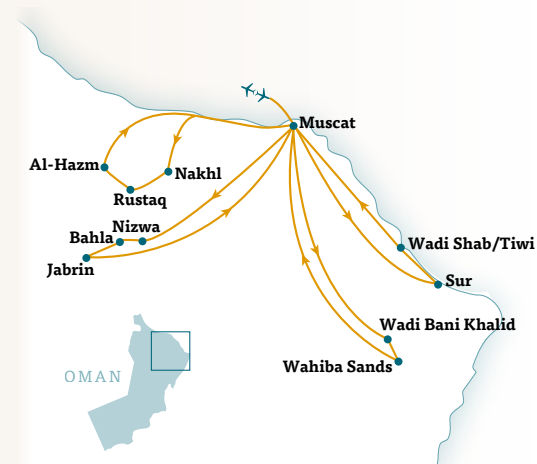 Muscat
Al-Hazm
Nakhl
Rustaq
Nizwa
Bahla
Jabrin
Wadi Shab/Tiwi
Sur
Wadi Bani Khalid
Wahiba Sands
OMAN